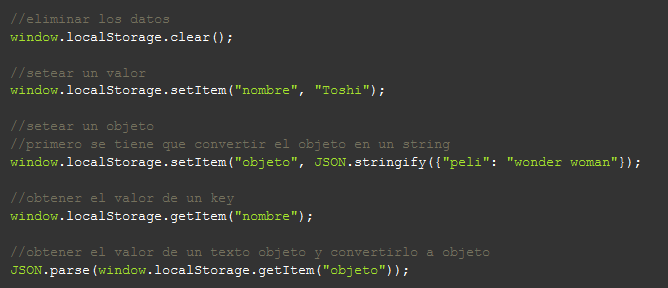 //eliminar los datos
window.localStorage.clear();
//setear un valor
window.localStorage.setItem("nombre", "Toshi");
//setear un objeto
//primero se tiene que convertir el objeto en un string
window.localStorage.setItem("objeto", JSON.stringify({"peli": "wonder woman"});
//obtener el valor de un key
window.localStorage.getItem("nombre");
//obtener el valor de un texto objeto y convertirlo a objeto
JSON.parse(window.localStorage.getItem("objeto"));